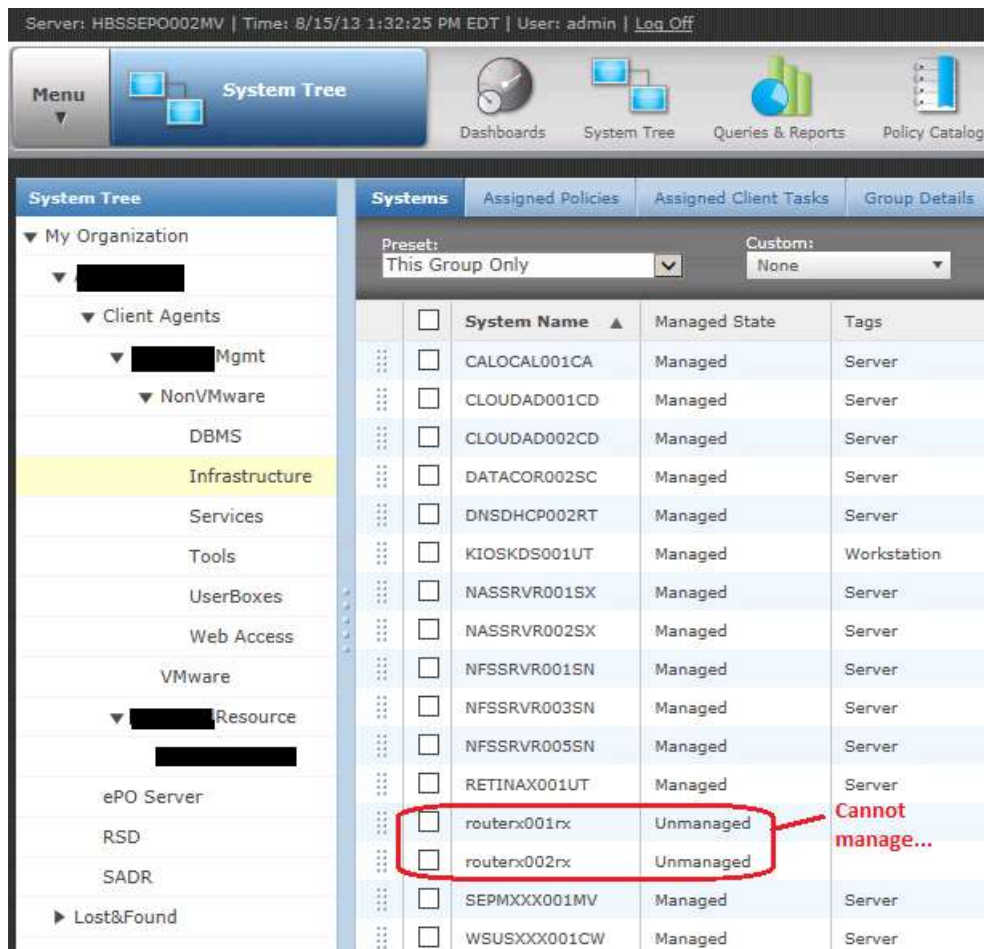 Server: HBSSEPO002MV | Time: 8/15/13 1:32:25 PM EDT | User: admin | Log Off
Menu
System Tree
Dashboards System Tree Queries & Reports Policy Catalog
System Tree
Systems Assigned Policies Assigned Client Tasks Group Details
My Organization
Preset: Custom:
This Group Only None
Client Agents
Mgmt
NonVMware
DBMS
Infrastructure
Services
Tools
UserBoxes
Web Access
VMware
Resource
ePO Server
RSD
SADR
Lost&Found
System Name Managed State Tags
CALOCAL001CA Managed Server
CLOUDAD001CD Managed Server
CLOUDAD002CD Managed Server
DATACOR002SC Managed Server
DNSDHCP002RT Managed Server
KIOSKDS001UT Managed Workstation
NASSRVR001SX Managed Server
NASSRVR002SX Managed Server
NFSSRVR001SN Managed Server
NFSSRVR003SN Managed Server
NFSSRVR005SN Managed Server
RETINAX001UT Managed Server
routerx001rx Unmanaged
routerx002rx Unmanaged
SEPMXXX001MV Managed Server
WSUSXXX001CW Managed Server
Cannot
manage...